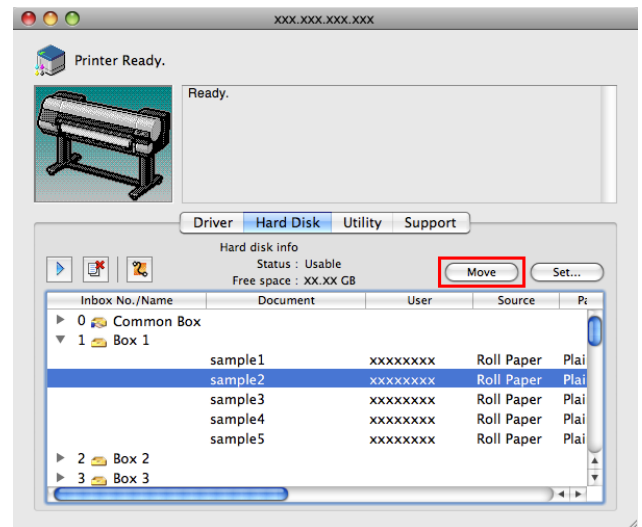 xxx.xxx.xxx.xxx
Printer Ready.
Ready.
Driver Hard Disk Utility Support
Hard disk info
Status : Usable
Free space : XX.XX GB
Move Set...
Inbox No./Name Document User Source Pa
0 Common Box
1 Box 1
sample1 xxxxxxxx Roll Paper Plai
sample2 xxxxxxxx Roll Paper Plai
sample3 xxxxxxxx Roll Paper Plai
sample4 xxxxxxxx Roll Paper Plai
sample5 xxxxxxxx Roll Paper Plai
2 Box 2
3 Box 3